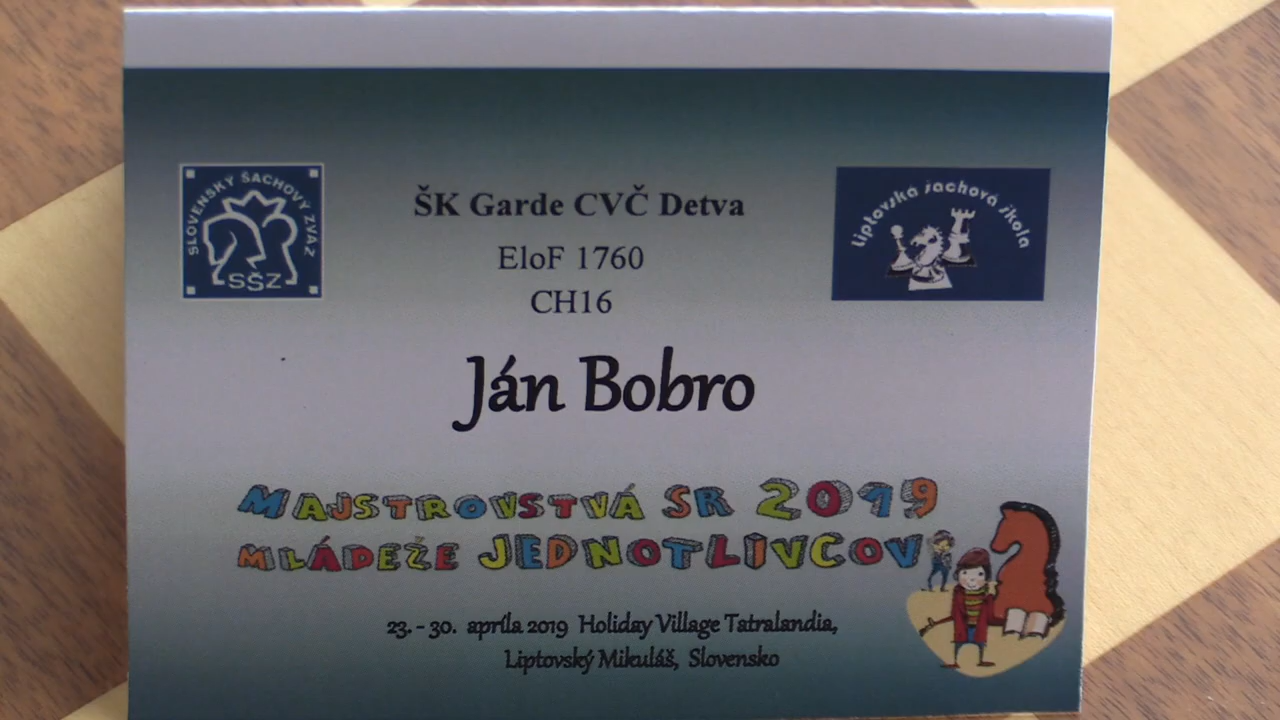 SLOVENSKÝ ŠACHOVÝ ZVÄZ
SŠZ
ŠK Garde CVČ Detva
EloF 1760
CH16
Liptovská šachová škola
Ján Bobro
MAJSTROVSTVÁ SR 2019
MLÁDEŽE JEDNOTLIVCOV
23. - 30. apríla 2019 Holiday Village Tatralandia,
Liptovský Mikuláš, Slovensko